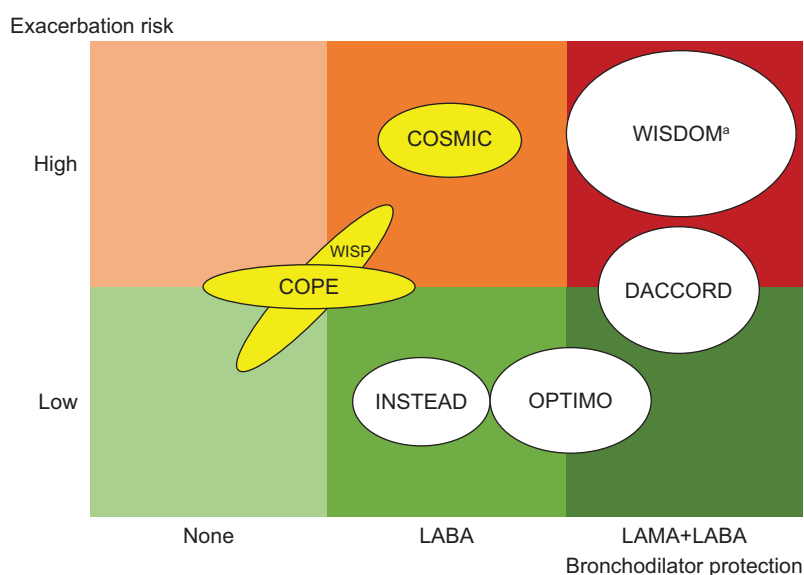 Exacerbation risk
COSMIC
WISDOMᵃ
High
WISP
COPE
DACCORD
Low
INSTEAD
OPTIMO
None
LABA
LAMA+LABA
Bronchodilator protection